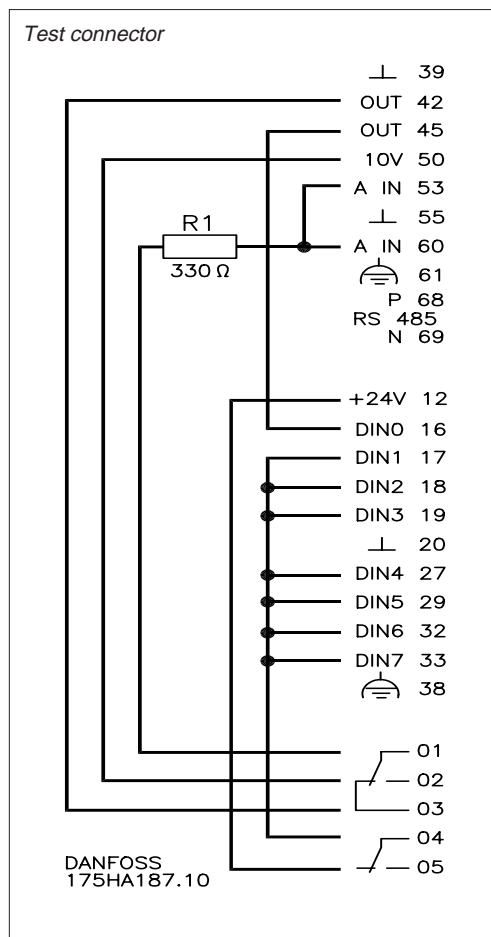 Test connector
⊥ 39
OUT 42
OUT 45
10V 50
A IN 53
⊥ 55
R1
A IN 60
330 Ω
61
P 68
RS 485
N 69
+24V 12
DIN0 16
DIN1 17
DIN2 18
DIN3 19
⊥ 20
DIN4 27
DIN5 29
DIN6 32
DIN7 33
38
01
02
03
04
05
DANFOSS
175HA187.10